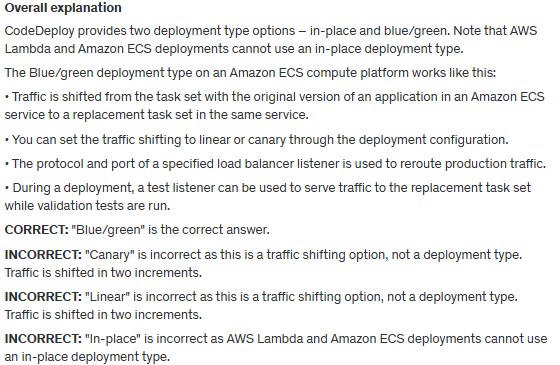 Overall explanation
CodeDeploy provides two deployment type options – in-place and blue/green. Note that AWS
Lambda and Amazon ECS deployments cannot use an in-place deployment type.
The Blue/green deployment type on an Amazon ECS compute platform works like this:
• Traffic is shifted from the task set with the original version of an application in an Amazon ECS
service to a replacement task set in the same service.
• You can set the traffic shifting to linear or canary through the deployment configuration.
• The protocol and port of a specified load balancer listener is used to reroute production traffic.
• During a deployment, a test listener can be used to serve traffic to the replacement task set
while validation tests are run.
CORRECT: "Blue/green" is the correct answer.
INCORRECT: "Canary" is incorrect as this is a traffic shifting option, not a deployment type.
Traffic is shifted in two increments.
INCORRECT: "Linear" is incorrect as this is a traffic shifting option, not a deployment type.
Traffic is shifted in two increments.
INCORRECT: "In-place" is incorrect as AWS Lambda and Amazon ECS deployments cannot use
an in-place deployment type.